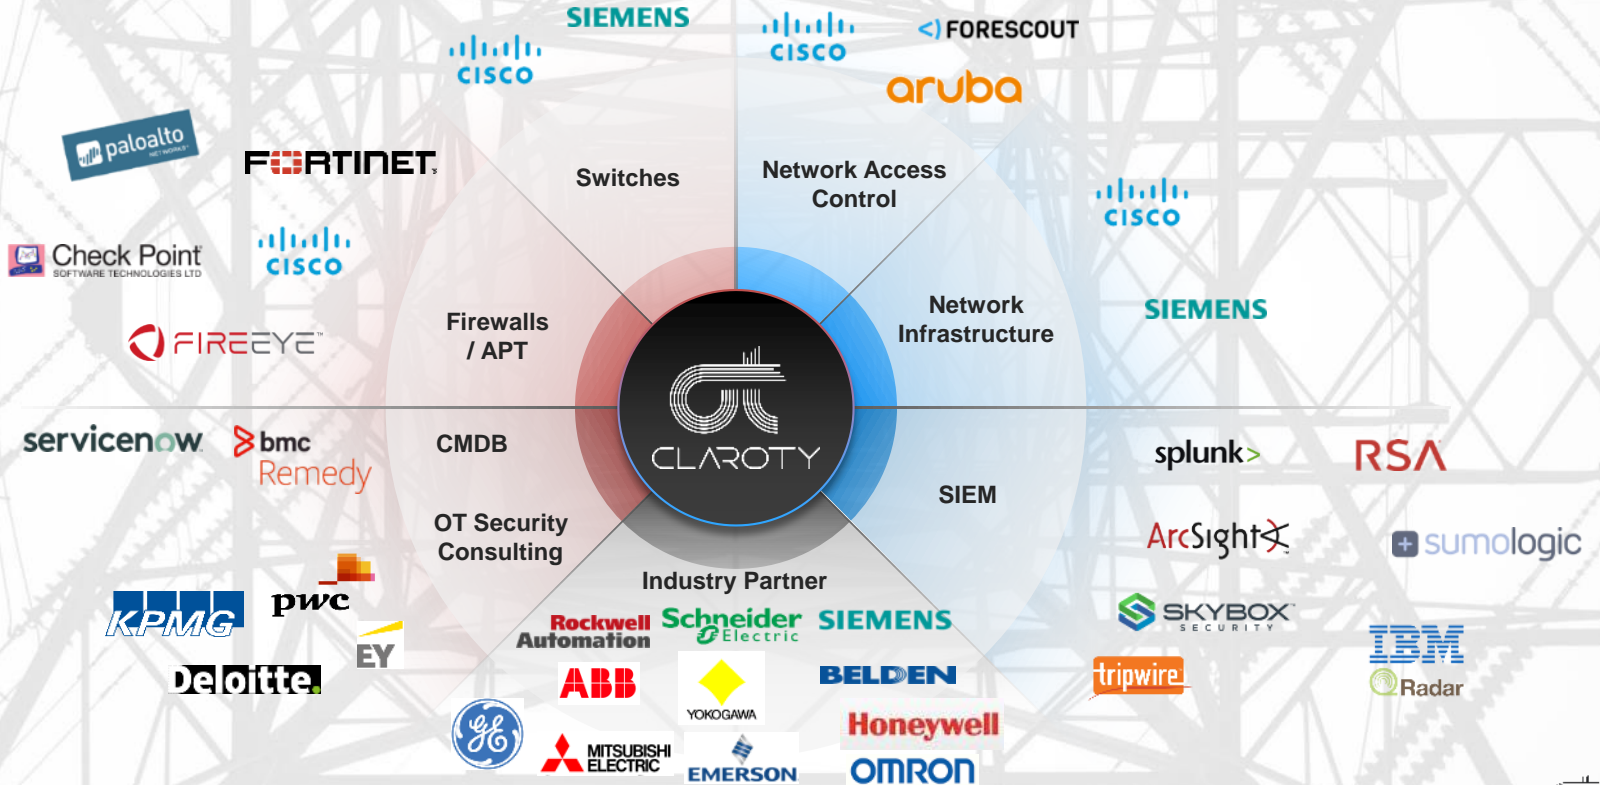 SIEMENS
CISCO
CISCO
FORESCOUT
aruba
paloalto
NETWORKS
FORTINET
Switches
Network Access
Control
CISCO
Check Point
SOFTWARE TECHNOLOGIES LTD
CISCO
SIEMENS
Network
Infrastructure
Firewalls
/ APT
FIREEYE™
CLAROTY
servicenow
bmc
Remedy
CMDB
splunk>
RSA
SIEM
OT Security
Consulting
ArcSight
sumologic
Industry Partner
KPMG
pwc
EY
Deloitte.
Rockwell
Automation
Schneider
Electric
SIEMENS
SKYBOX
SECURITY
IBM
QRadar
tripwire
ABB
YOKOGAWA
BELDEN
GE
MITSUBISHI
ELECTRIC
EMERSON
Honeywell
OMRON